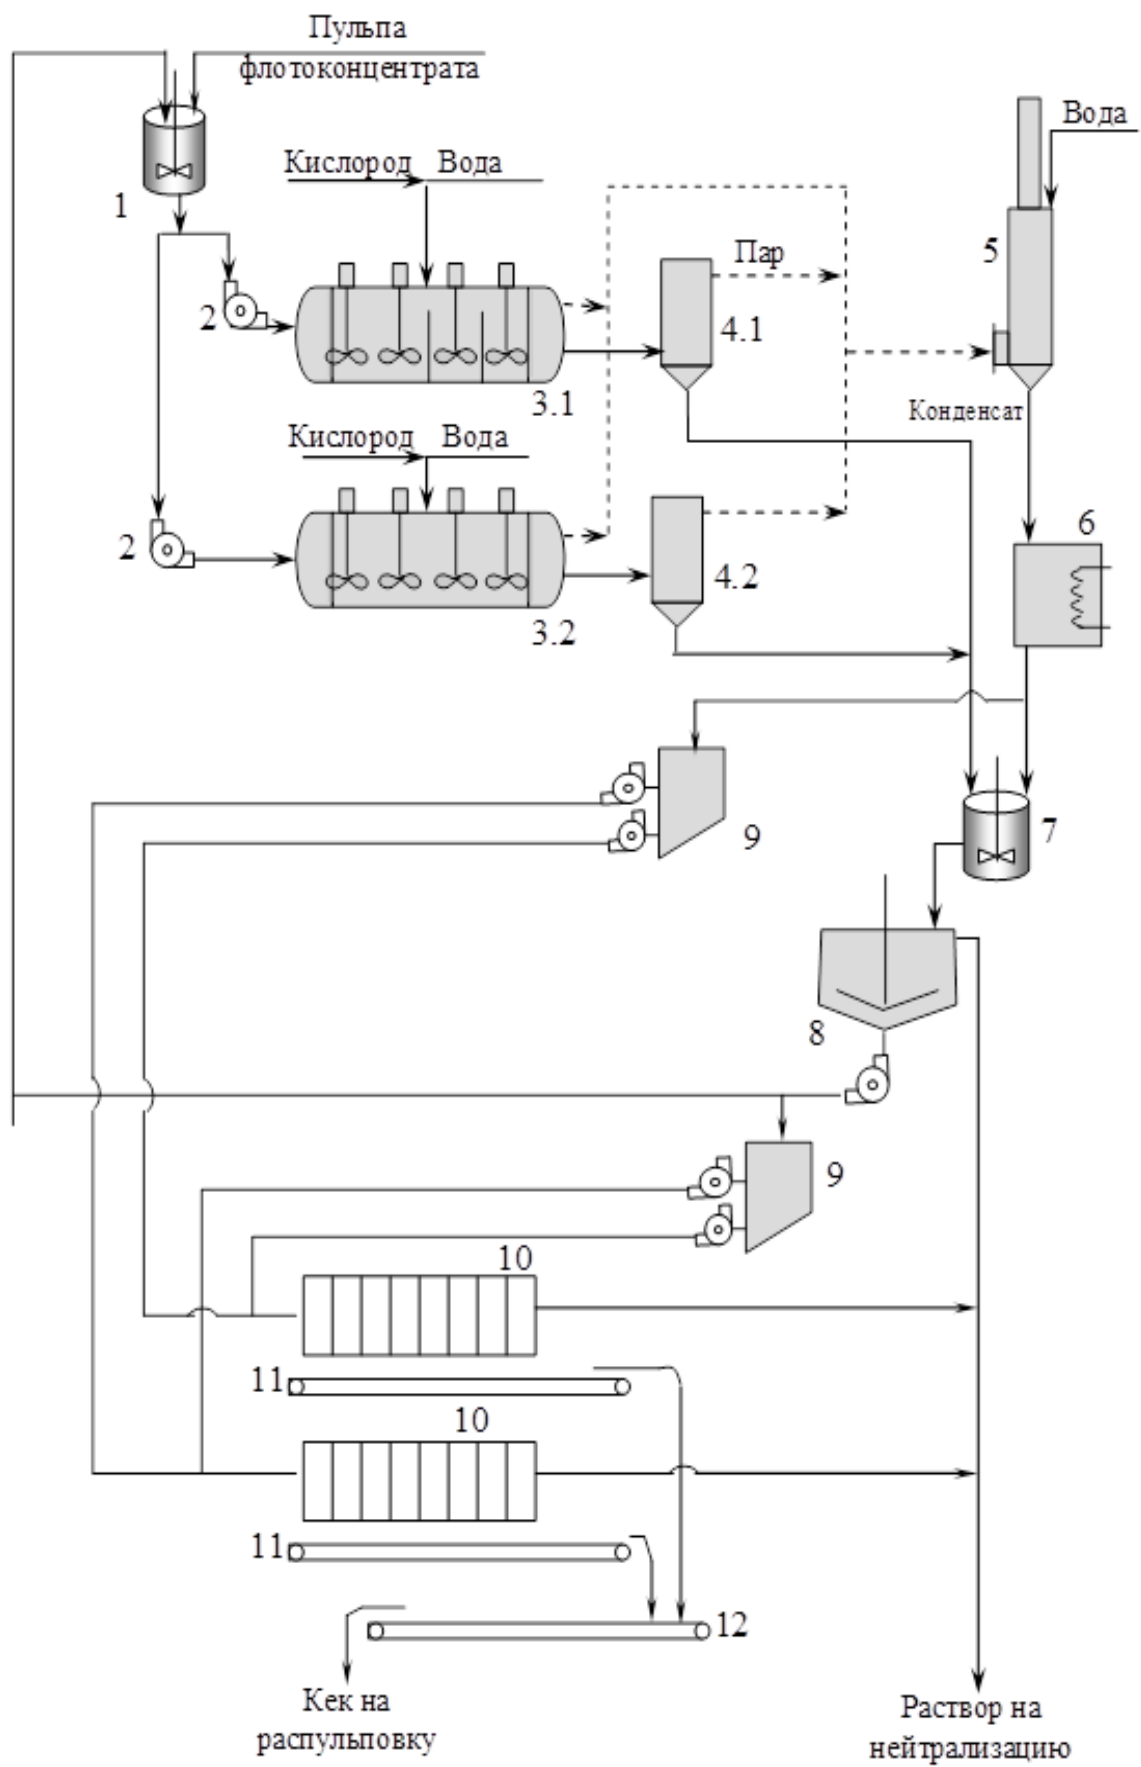 Пульпа
флотоконцентрата
Вода
Кислород Вода
1
5
Пар
2
4.1
3.1
Конденсат
Кислород Вода
6
2
4.2
3.2
7
9
8
9
10
11
10
11
12
Кек на
распульповку
Раствор на
нейтрализацию